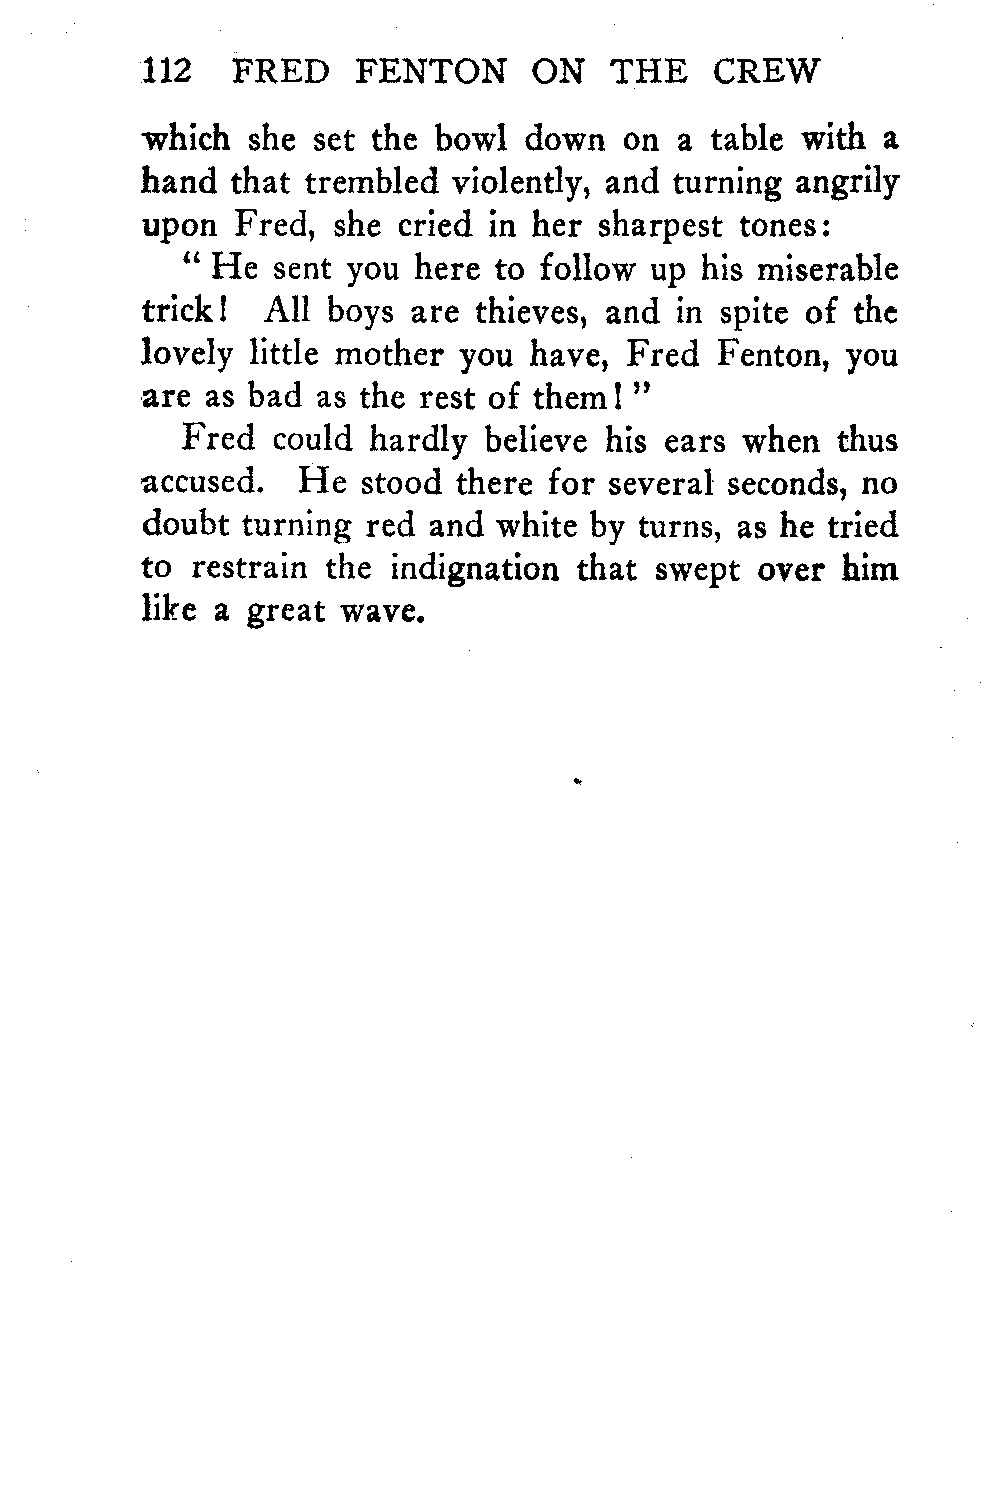 112 FRED FENTON ON THE CREW
which she set the bowl down on a table with a
hand that trembled violently, and turning angrily
upon Fred, she cried in her sharpest tones:
“ He sent you here to follow up his miserable
trick! All boys are thieves, and in spite of the
lovely little mother you have, Fred Fenton, you
are as bad as the rest of them! ”
Fred could hardly believe his ears when thus
accused. He stood there for several seconds, no
doubt turning red and white by turns, as he tried
to restrain the indignation that swept over him
like a great wave.